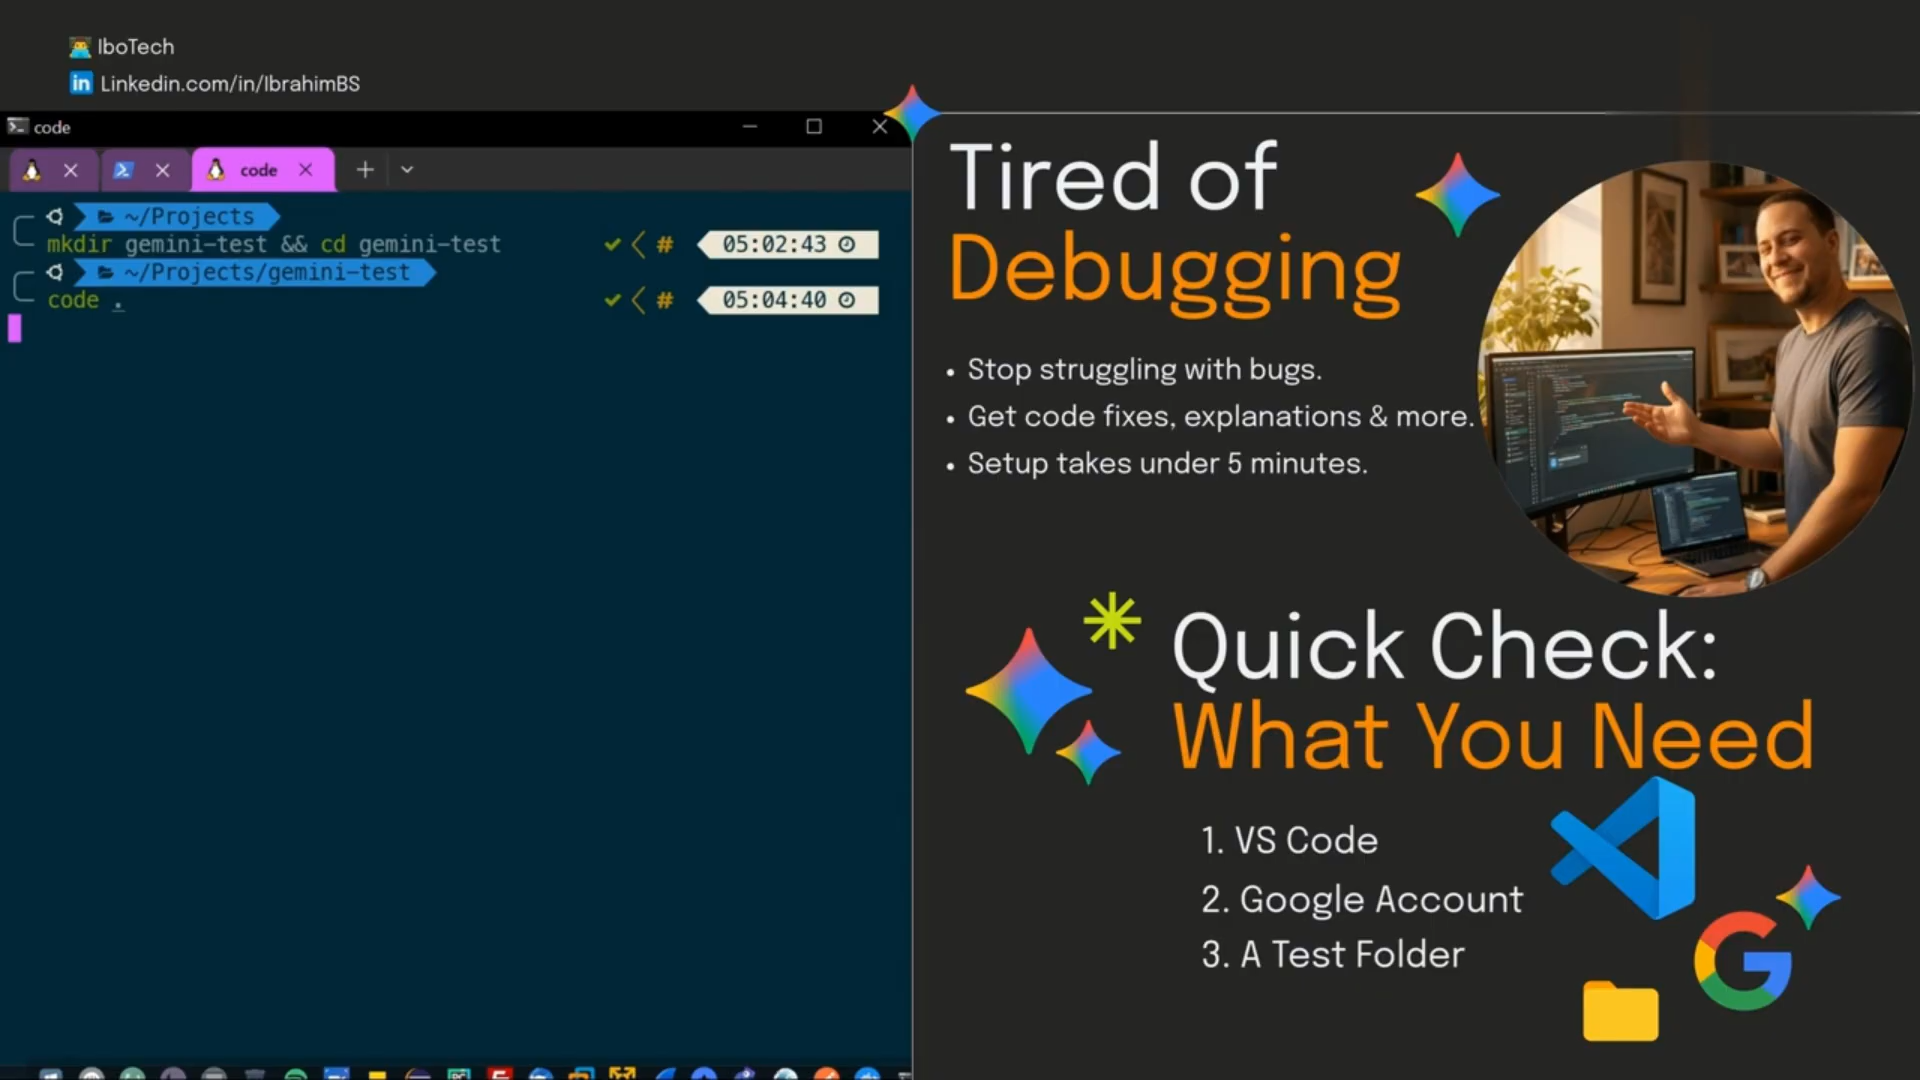 IboTech
in Linkedin.com/in/IbrahimBS
code
code
~/Projects
mkdir gemini-test && cd gemini-test # 05:02:43
~/Projects/gemini-test
code . # 05:04:40
Tired of
Debugging
• Stop struggling with bugs.
• Get code fixes, explanations & more.
• Setup takes under 5 minutes.
Quick Check:
What You Need
1. VS Code
2. Google Account
3. A Test Folder